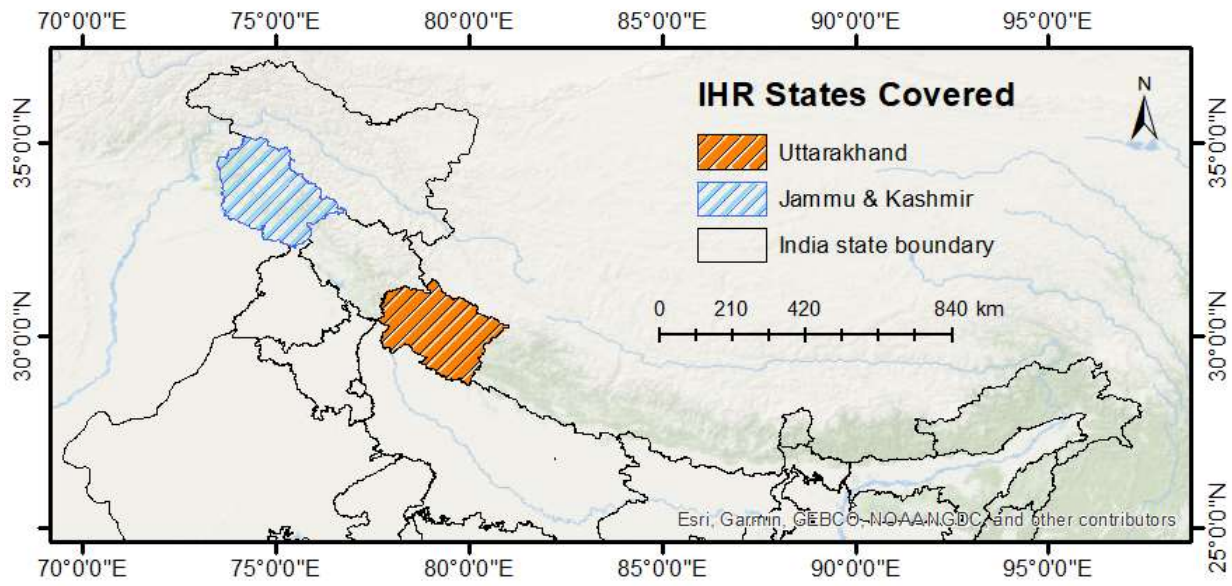 70°0'0"E 75°0'0"E 80°0'0"E 85°0'0"E 90°0'0"E 95°0'0"E
35°0'0"N
30°0'0"N
IHR States Covered
Uttarakhand
Jammu & Kashmir
India state boundary
0 210 420 840 km
N
35°0'0"N
30°0'0"N
25°0'0"N
Esri, Garmin, GEBCO, NOAA NGDC, and other contributors
70°0'0"E 75°0'0"E 80°0'0"E 85°0'0"E 90°0'0"E 95°0'0"E